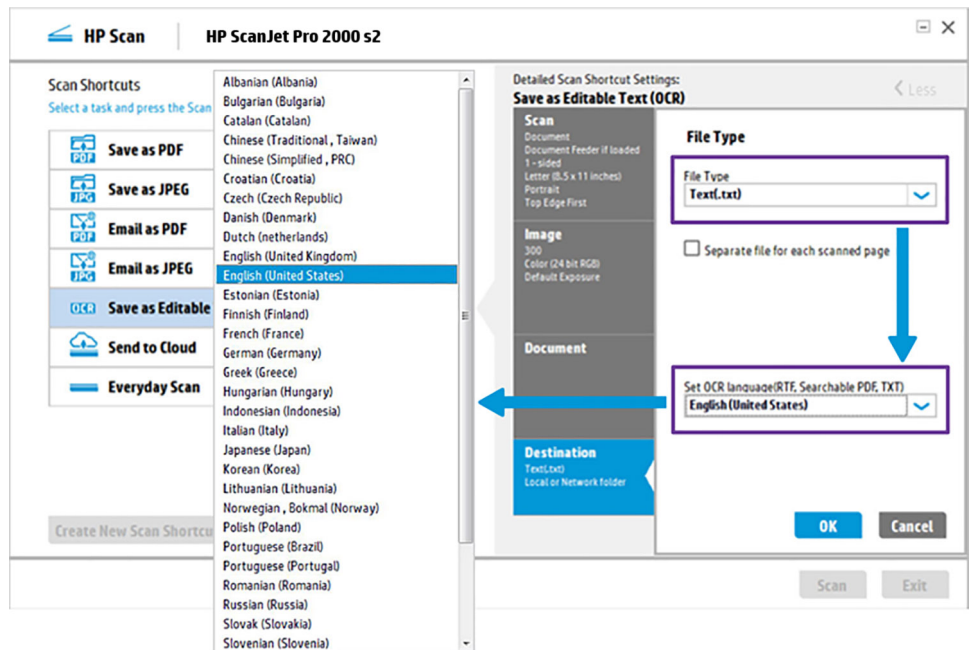 HP Scan
HP ScanJet Pro 2000 s2
Scan Shortcuts
Select a task and press the Scan
PDF
Save as PDF
JPG
Save as JPEG
PDF
Email as PDF
JPG
Email as JPEG
OCR
Save as Editable
Send to Cloud
Everyday Scan
Create New Scan Shortcu
Albanian (Albania)
Bulgarian (Bulgaria)
Catalan (Catalan)
Chinese (Traditional , Taiwan)
Chinese (Simplified , PRC)
Croatian (Croatia)
Czech (Czech Republic)
Danish (Denmark)
Dutch (netherlands)
English (United Kingdom)
English (United States)
Estonian (Estonia)
Finnish (Finland)
French (France)
German (Germany)
Greek (Greece)
Hungarian (Hungary)
Indonesian (Indonesia)
Italian (Italy)
Japanese (Japan)
Korean (Korea)
Lithuanian (Lithuania)
Norwegian , Bokmal (Norway)
Polish (Poland)
Portuguese (Brazil)
Portuguese (Portugal)
Romanian (Romania)
Russian (Russia)
Slovak (Slovakia)
Slovenian (Slovenia)
Detailed Scan Shortcut Settings:
Save as Editable Text (OCR)
Less
Scan
Document
Document Feeder if loaded
1-sided
Letter (8.5 x 11 inches)
Portrait
Top Edge First
Image
300
Color (24 bit RGB)
Default Exposure
Document
Destination
Text(.txt)
Local or Network folder
File Type
File Type
Text(.txt)
Separate file for each scanned page
Set OCR language(RTF, Searchable PDF, TXT)
English (United States)
OK
Cancel
Scan
Exit